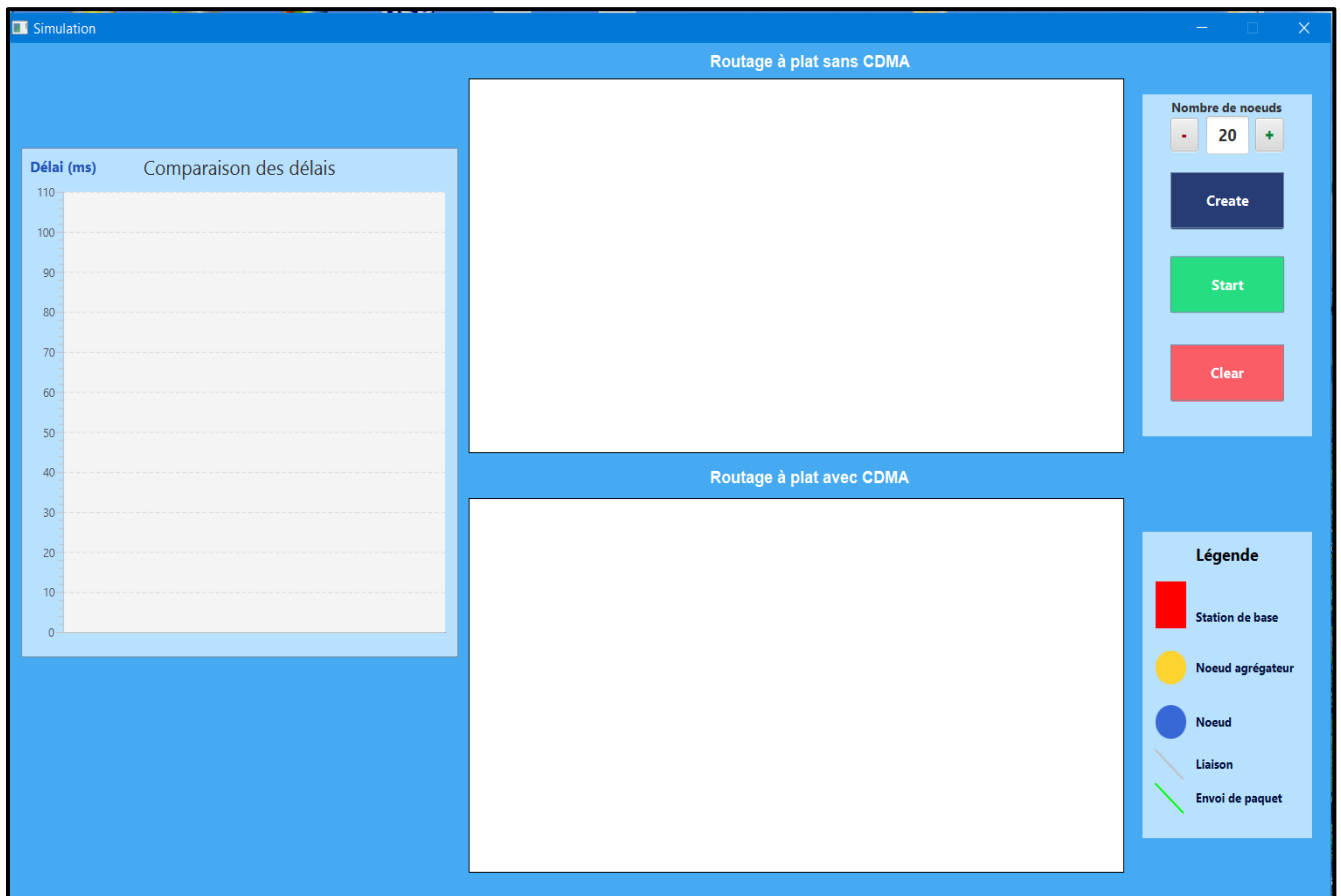 Simulation
Routage à plat sans CDMA
Délai (ms)
Comparaison des délais
110
100
90
80
70
60
50
40
30
20
10
0
Routage à plat avec CDMA
Nombre de noeuds
- 20 +
Create
Start
Clear
Légende
Station de base
Noeud agrégateur
Noeud
Liaison
Envoi de paquet